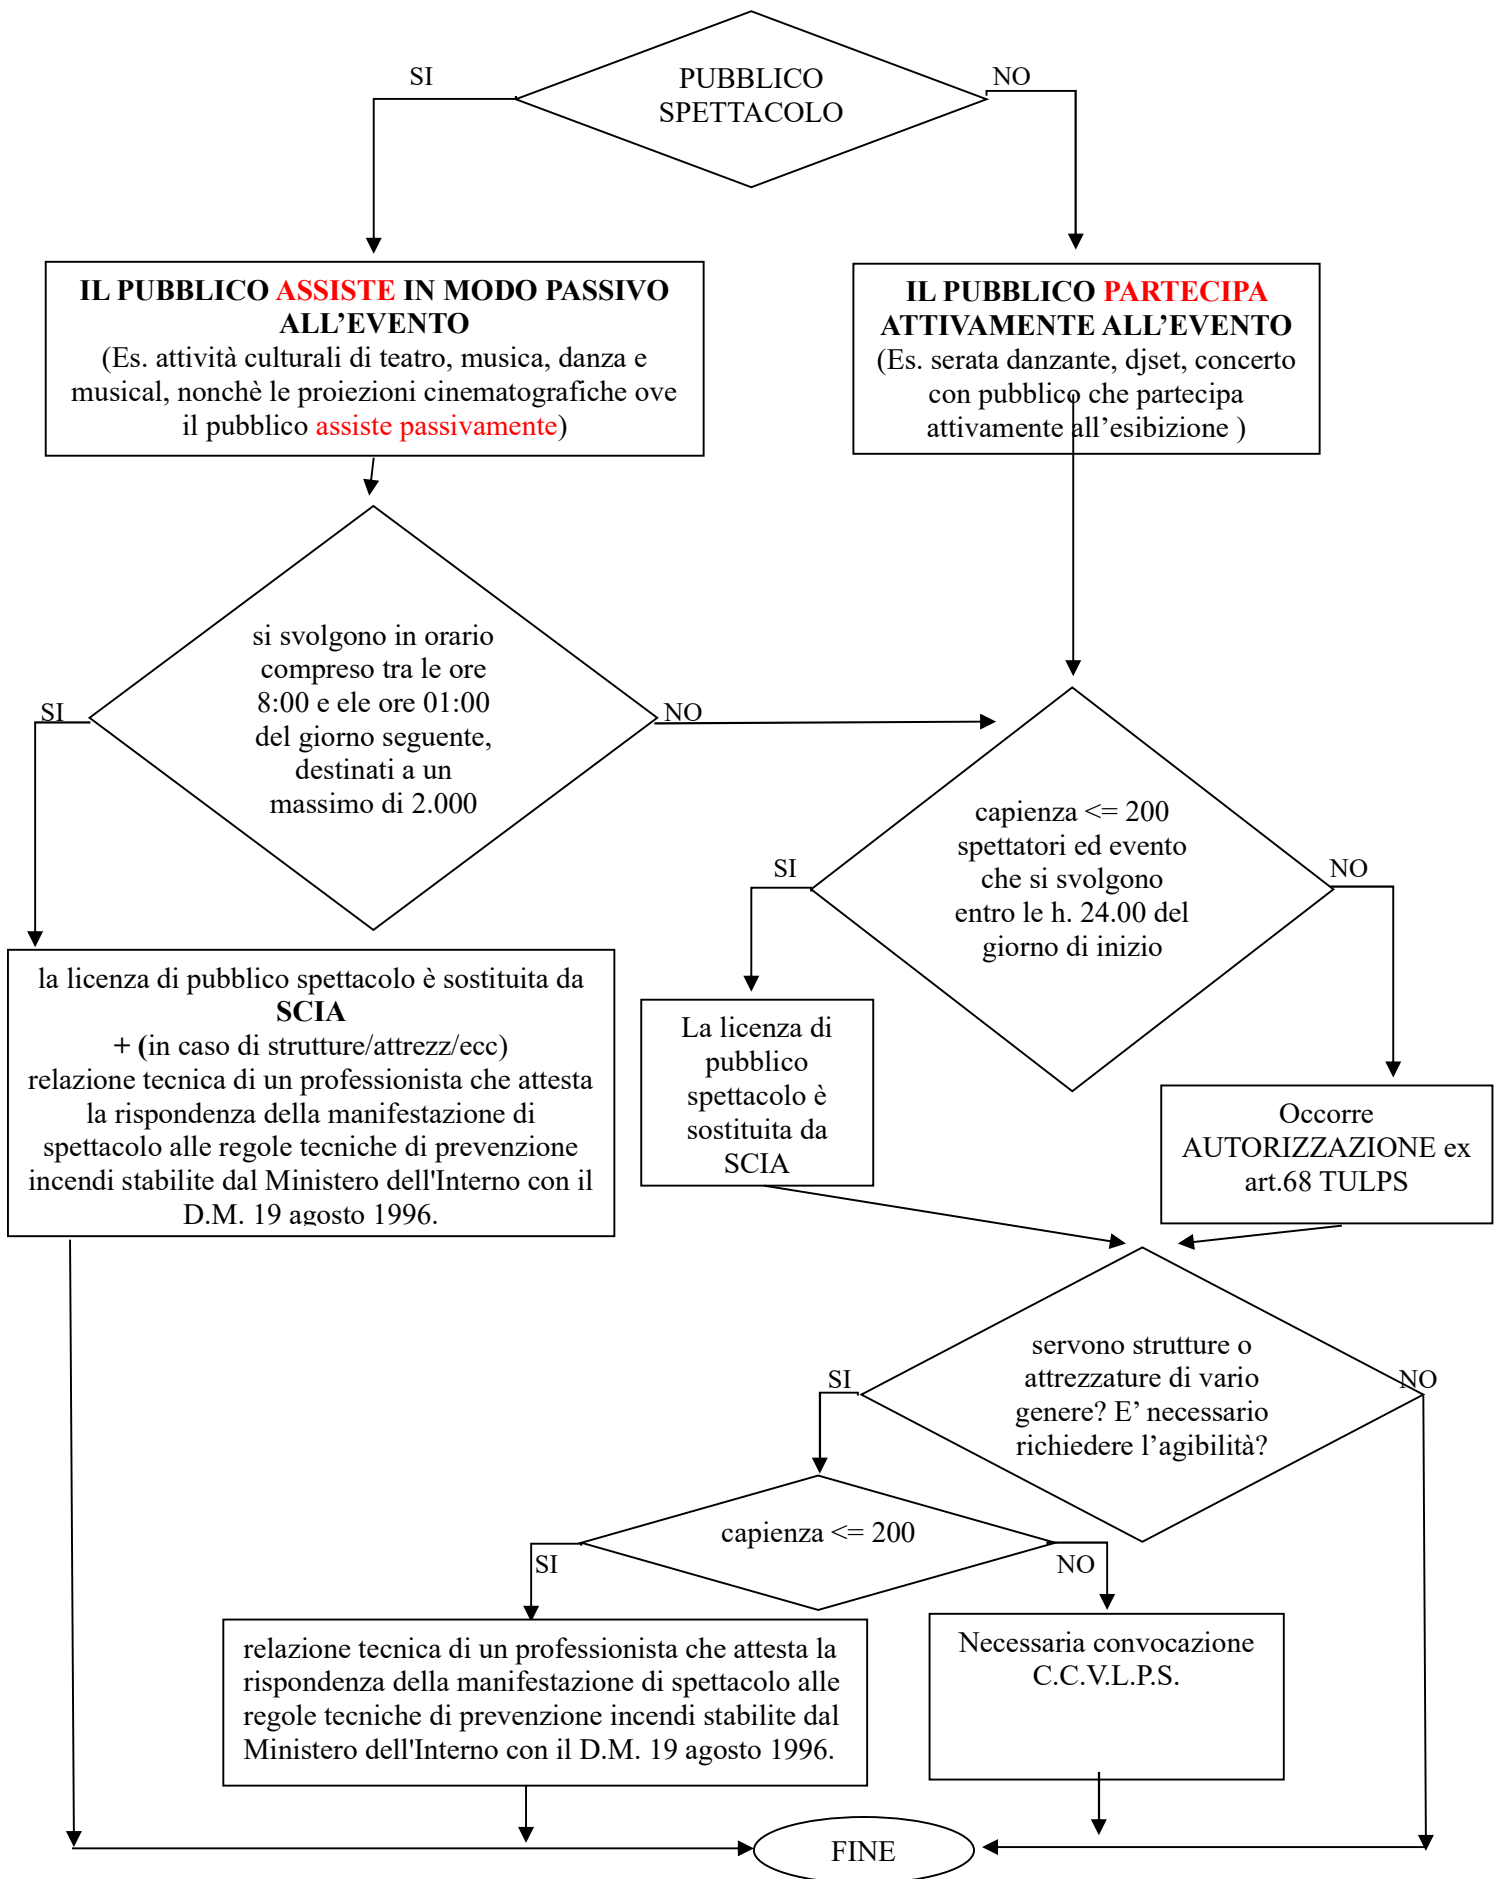 SI
PUBBLICO
SPETTACOLO
NO
IL PUBBLICO ASSISTE IN MODO PASSIVO
ALL’EVENTO
(Es. attività culturali di teatro, musica, danza e
musical, nonchè le proiezioni cinematografiche ove
il pubblico assiste passivamente)
IL PUBBLICO PARTECIPA
ATTIVAMENTE ALL’EVENTO
(Es. serata danzante, djset, concerto
con pubblico che partecipa
attivamente all’esibizione )
si svolgono in orario
compreso tra le ore
8:00 e ele ore 01:00
del giorno seguente,
destinati a un
massimo di 2.000
SI
NO
capienza <= 200
spettatori ed evento
che si svolgono
entro le h. 24.00 del
giorno di inizio
SI
NO
la licenza di pubblico spettacolo è sostituita da
SCIA
+ (in caso di strutture/attrezz/ecc)
relazione tecnica di un professionista che attesta
la rispondenza della manifestazione di
spettacolo alle regole tecniche di prevenzione
incendi stabilite dal Ministero dell'Interno con il
D.M. 19 agosto 1996.
La licenza di
pubblico
spettacolo è
sostituita da
SCIA
Occorre
AUTORIZZAZIONE ex
art.68 TULPS
servono strutture o
attrezzature di vario
genere? E’ necessario
richiedere l’agibilità?
SI
NO
capienza <= 200
SI
NO
relazione tecnica di un professionista che attesta la
rispondenza della manifestazione di spettacolo alle
regole tecniche di prevenzione incendi stabilite dal
Ministero dell'Interno con il D.M. 19 agosto 1996.
Necessaria convocazione
C.C.V.L.P.S.
FINE